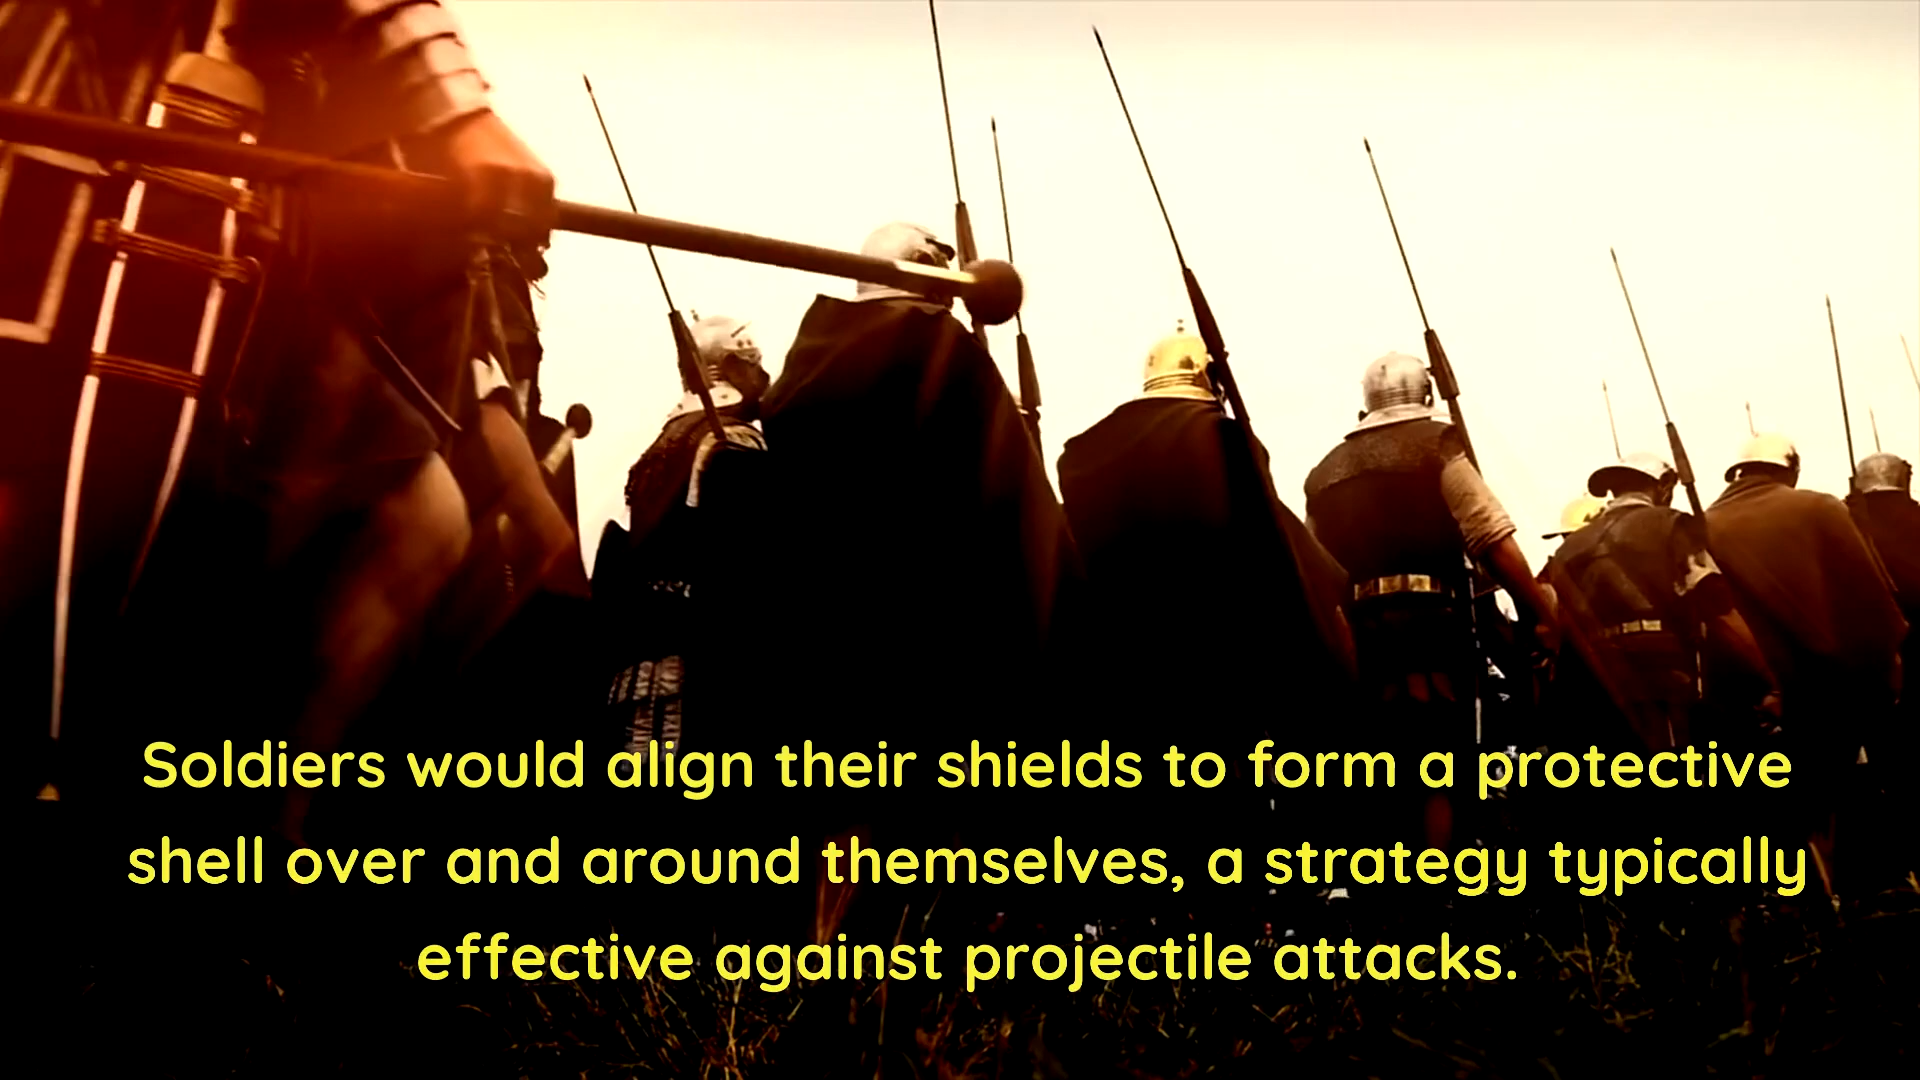 Soldiers would align their shields to form a protective
shell over and around themselves, a strategy typically
effective against projectile attacks.